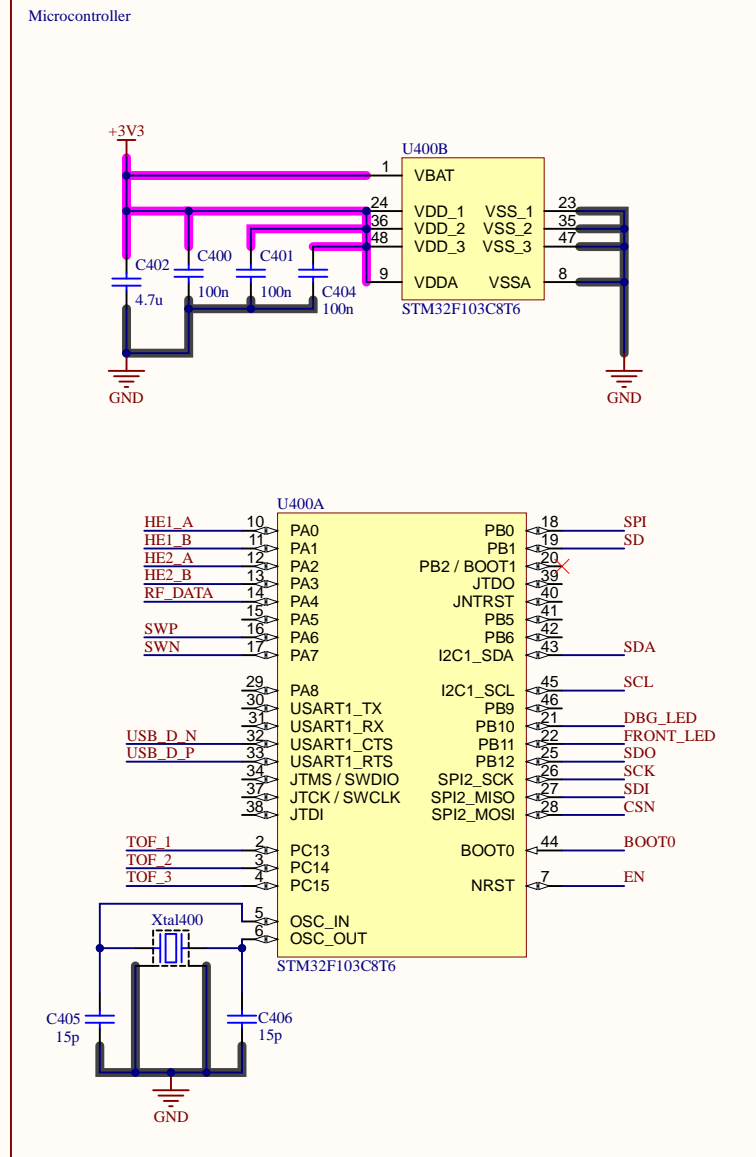 Microcontroller
+3V3
U400B
1 VBAT
24 VDD_1 VSS_1 23
36 VDD_2 VSS_2 35
48 VDD_3 VSS_3 47
9 VDDA VSSA 8
STM32F103C8T6
C402
4.7u
C400
100n
C401
100n
C404
100n
GND
GND
U400A
HE1_A 10 PA0 PB0 18 SPI
HE1_B 11 PA1 PB1 19 SD
HE2_A 12 PA2 PB2 / BOOT1 20
HE2_B 13 PA3 JTDO 39
RF_DATA 14 PA4 JNTRST 40
15 PA5 PB5 41
SWP 16 PA6 PB6 42
SWN 17 PA7 I2C1_SDA 43 SDA
29 PA8 I2C1_SCL 45 SCL
30 USART1_TX PB9 46
31 USART1_RX PB10 21 DBG_LED
USB_D_N 32 USART1_CTS PB11 22 FRONT_LED
USB_D_P 33 USART1_RTS PB12 25 SDO
34 JTMS / SWDIO SPI2_SCK 26 SCK
37 JTCK / SWCLK SPI2_MISO 27 SDI
38 JTDI SPI2_MOSI 28 CSN
TOF_1 2 PC13 BOOT0 44 BOOT0
TOF_2 3 PC14
TOF_3 4 PC15 NRST 7 EN
5 OSC_IN
6 OSC_OUT
STM32F103C8T6
Xtal400
C405
15p
C406
15p
GND